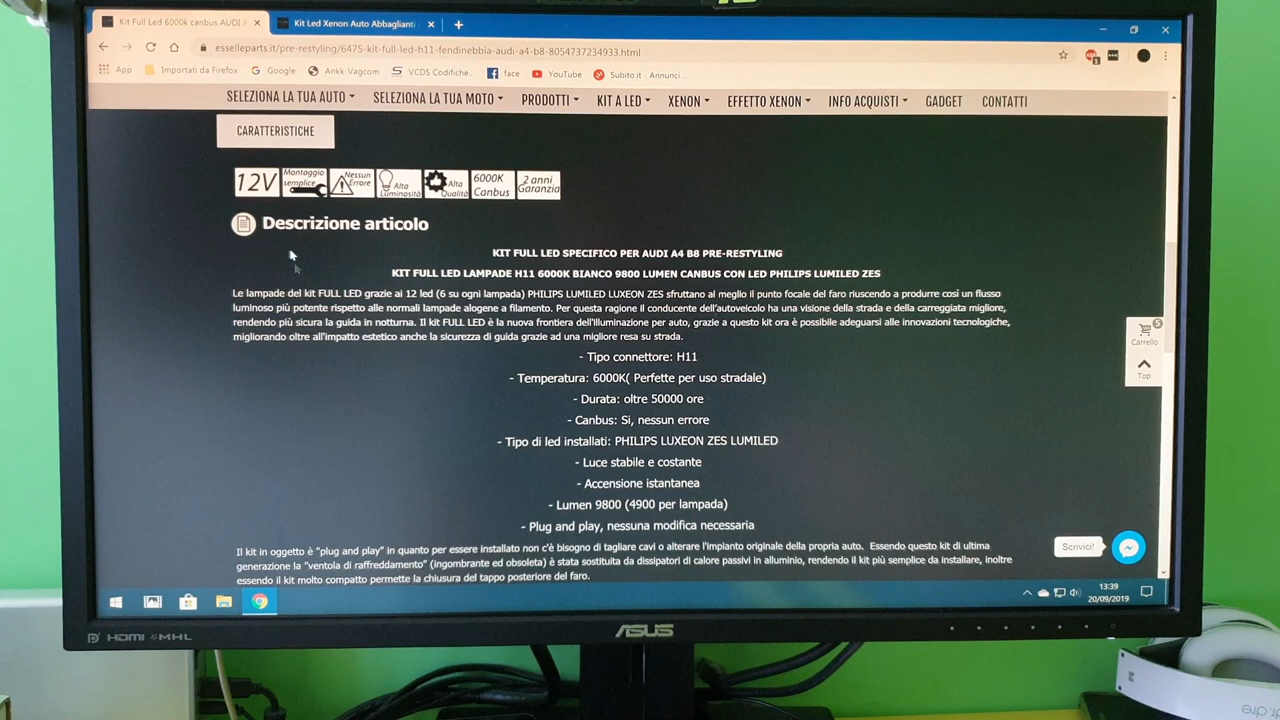 Kit Full Led 6000k canbus AUDI
Kit Led Xenon Auto Abbaglianti
esselleparts.it/pre-restyling/6475-kit-full-led-h11-fendinebbia-audi-a4-b8-8054737234933.html
App Importati da Firefox Google Ankk-Vagcom VCDS Codifiche.. face YouTube Subito.it - Annunci..
SELEZIONA LA TUA AUTO SELEZIONA LA TUA MOTO PRODOTTI KIT A LED XENON EFFETTO XENON INFO ACQUISTI GADGET CONTATTI
CARATTERISTICHE
12V Montaggio semplice Nessun Errore Alta Luminosità Alta Qualità 6000K Canbus 2 anni Garanzia
Descrizione articolo
KIT FULL LED SPECIFICO PER AUDI A4 B8 PRE-RESTYLING
KIT FULL LED LAMPADE H11 6000K BIANCO 9800 LUMEN CANBUS CON LED PHILIPS LUMILED ZES
Le lampade del kit FULL LED grazie ai 12 led (6 su ogni lampada) PHILIPS LUMILED LUXEON ZES sfruttano al meglio il punto focale del faro riuscendo a produrre così un flusso
luminoso più potente rispetto alle normali lampade alogene a filamento. Per questa ragione il conducente dell'autoveicolo ha una visione della strada e della carreggiata migliore,
rendendo più sicura la guida in notturna. Il kit FULL LED è la nuova frontiera dell'illuminazione per auto, grazie a questo kit ora è possibile adeguarsi alle innovazioni tecnologiche,
migliorando oltre all'impatto estetico anche la sicurezza di guida grazie ad una migliore resa su strada.
- Tipo connettore: H11
- Temperatura: 6000K( Perfette per uso stradale)
- Durata: oltre 50000 ore
- Canbus: Si, nessun errore
- Tipo di led installati: PHILIPS LUXEON ZES LUMILED
- Luce stabile e costante
- Accensione istantanea
- Lumen 9800 (4900 per lampada)
- Plug and play, nessuna modifica necessaria
Il kit in oggetto è "plug and play" in quanto per essere installato non c'è bisogno di tagliare cavi o alterare l'impianto originale della propria auto. Essendo questo kit di ultima
generazione la "ventola di raffreddamento" (ingombrante ed obsoleta) è stata sostituita da dissipatori di calore passivi in alluminio, rendendo il kit più semplice da installare, inoltre
essendo il kit molto compatto permette la chiusura del tappo posteriore del faro.
5
Carrello
Top
Scrivici!
13:39
20/09/2019
HDMI MHL
ASUS